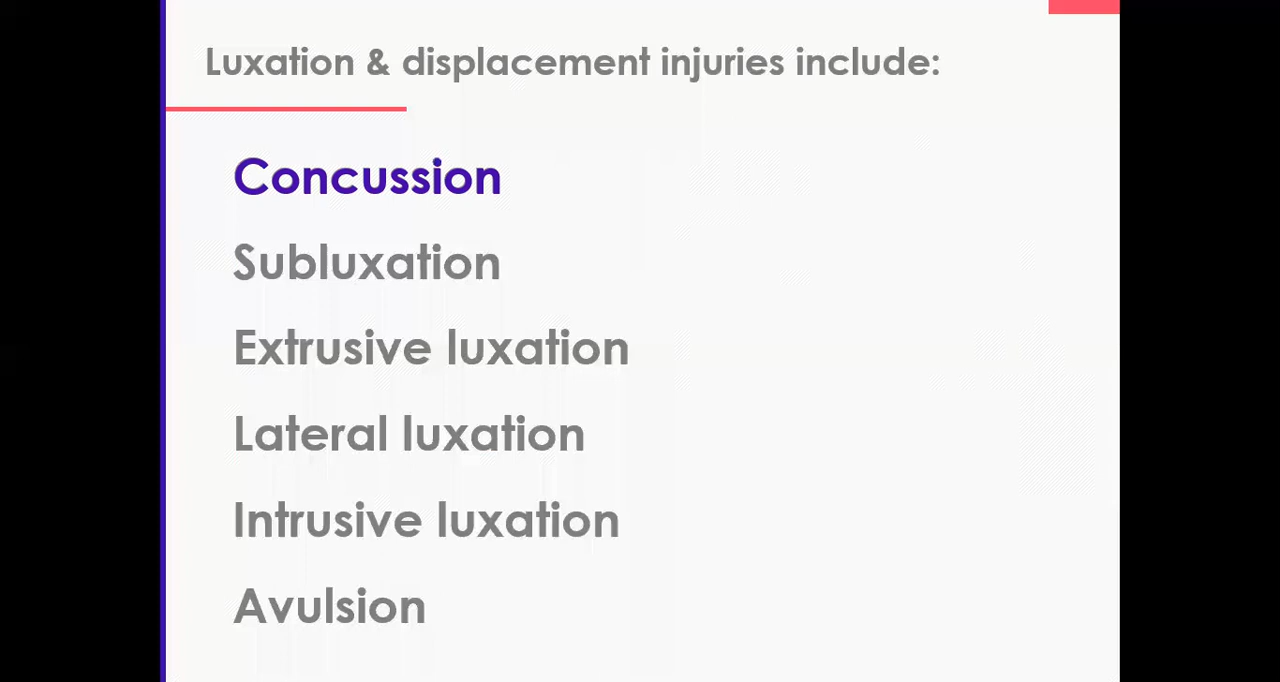 Luxation & displacement injuries include:
Concussion
Subluxation
Extrusive luxation
Lateral luxation
Intrusive luxation
Avulsion